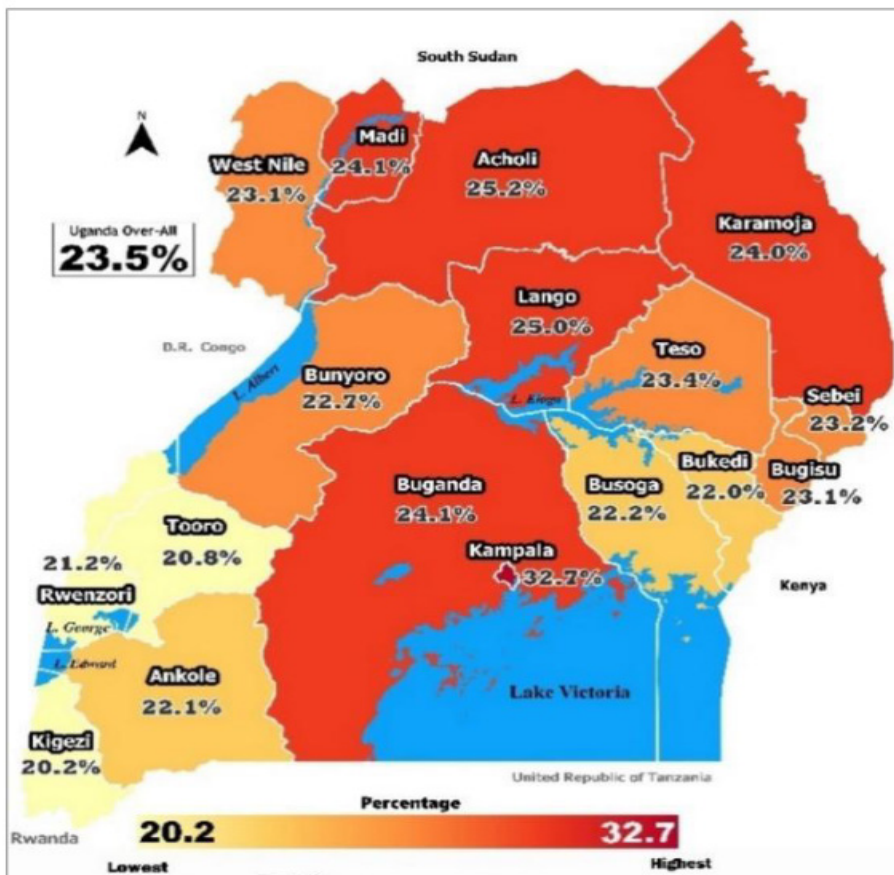 South Sudan
N
Madi
24.1%
West Nile
23.1%
Acholi
25.2%
Karamoja
24.0%
Uganda Over-All
23.5%
Lango
25.0%
D.R. Congo
L. Albert
Bunyoro
22.7%
Teso
23.4%
L. Kioga
Sebei
23.2%
Bukedi
22.0%
Bugisu
23.1%
Buganda
24.1%
Busoga
22.2%
Tooro
20.8%
Kampala
32.7%
21.2%
Rwenzori
Kenya
L. George
L. Edward
Ankole
22.1%
Lake Victoria
Kigezi
20.2%
United Republic of Tanzania
Percentage
20.2
32.7
Rwanda
Lowest
Highest